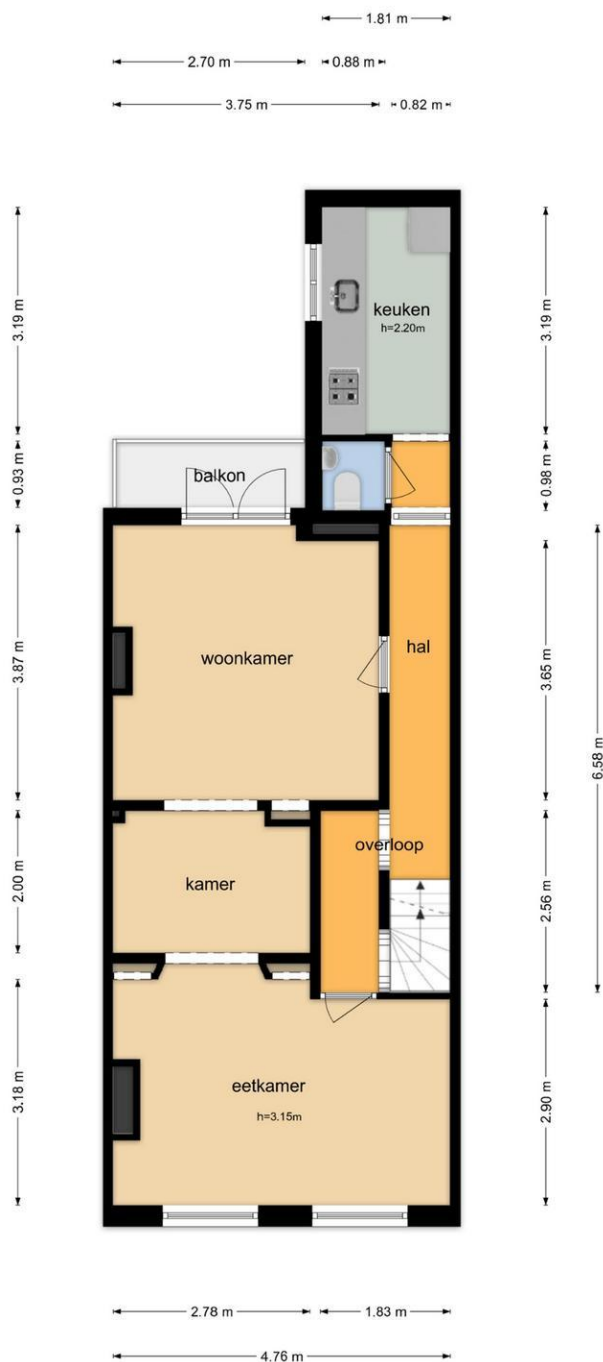 1.81 m
2.70 m
0.88 m
3.75 m
0.82 m
3.19 m
keuken
h=2.20m
3.19 m
0.93 m
balkon
0.98 m
3.87 m
woonkamer
hal
3.65 m
6.58 m
overloop
2.00 m
kamer
2.56 m
3.18 m
eetkamer
h=3.15m
2.90 m
2.78 m
1.83 m
4.76 m